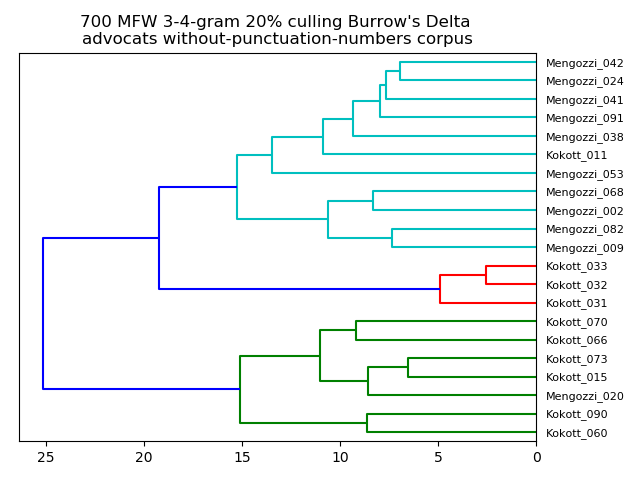 700 MFW 3-4-gram 20% culling Burrow's Delta
advocats without-punctuation-numbers corpus
Mengozzi_042
Mengozzi_024
Mengozzi_041
Mengozzi_091
Mengozzi_038
Kokott_011
Mengozzi_053
Mengozzi_068
Mengozzi_002
Mengozzi_082
Mengozzi_009
Kokott_033
Kokott_032
Kokott_031
Kokott_070
Kokott_066
Kokott_073
Kokott_015
Mengozzi_020
Kokott_090
Kokott_060
25 20 15 10 5 0